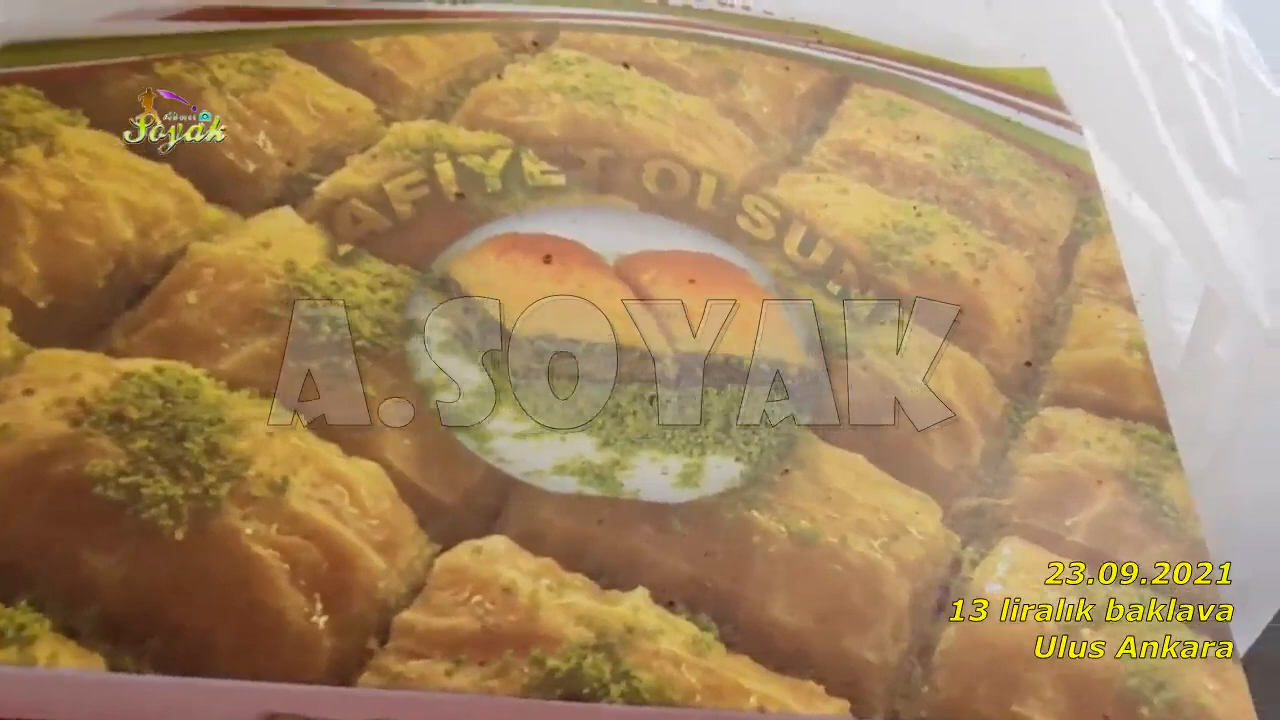 Soyak
AFİYET OLSUN
A.SOYAK
23.09.2021
13 liralık baklava
Ulus Ankara